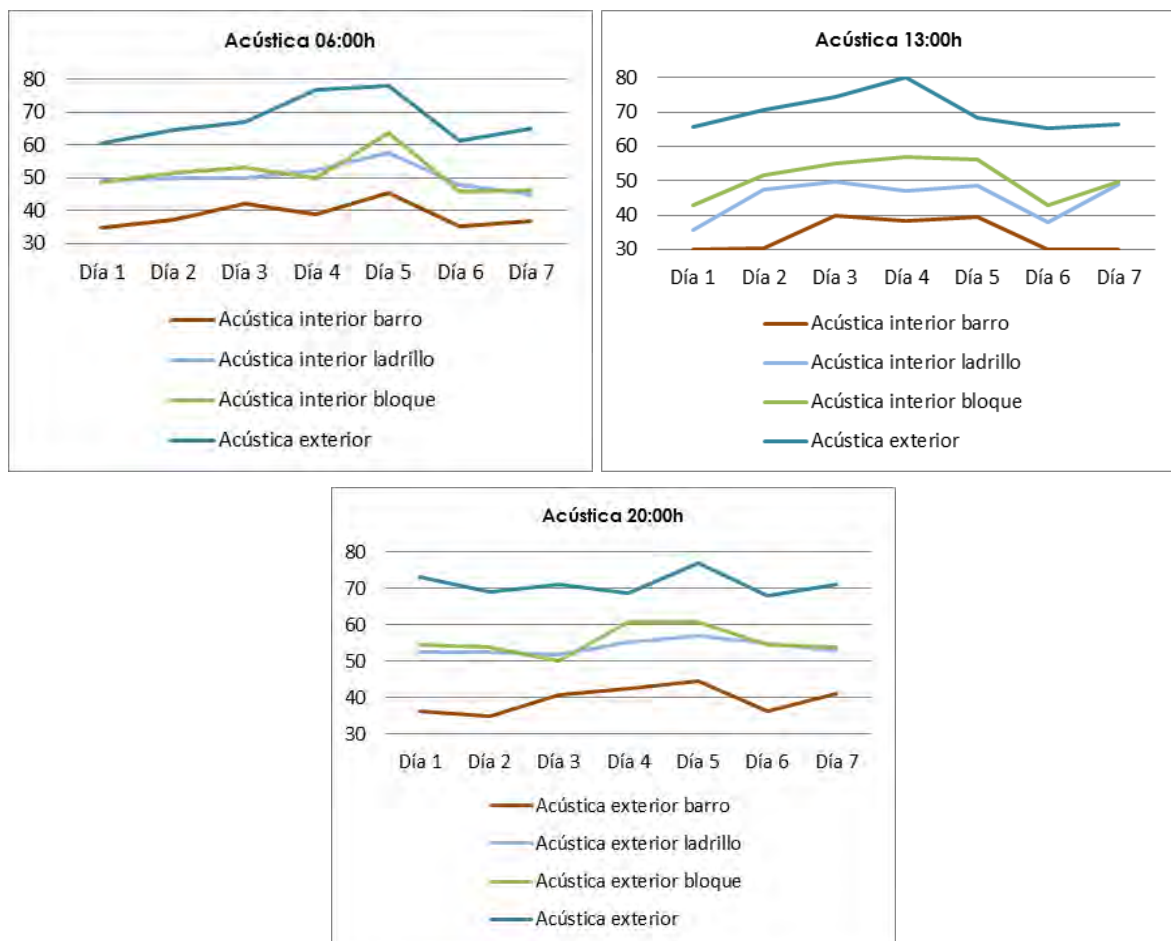 Acústica 06:00h
80
70
60
50
40
30
Día 1 Día 2 Día 3 Día 4 Día 5 Día 6 Día 7
Acústica interior barro
Acústica interior ladrillo
Acústica interior bloque
Acústica exterior
Acústica 13:00h
80
70
60
50
40
30
Día 1 Día 2 Día 3 Día 4 Día 5 Día 6 Día 7
Acústica interior barro
Acústica interior ladrillo
Acústica interior bloque
Acústica exterior
Acústica 20:00h
80
70
60
50
40
30
Día 1 Día 2 Día 3 Día 4 Día 5 Día 6 Día 7
Acústica exterior barro
Acústica exterior ladrillo
Acústica exterior bloque
Acústica exterior